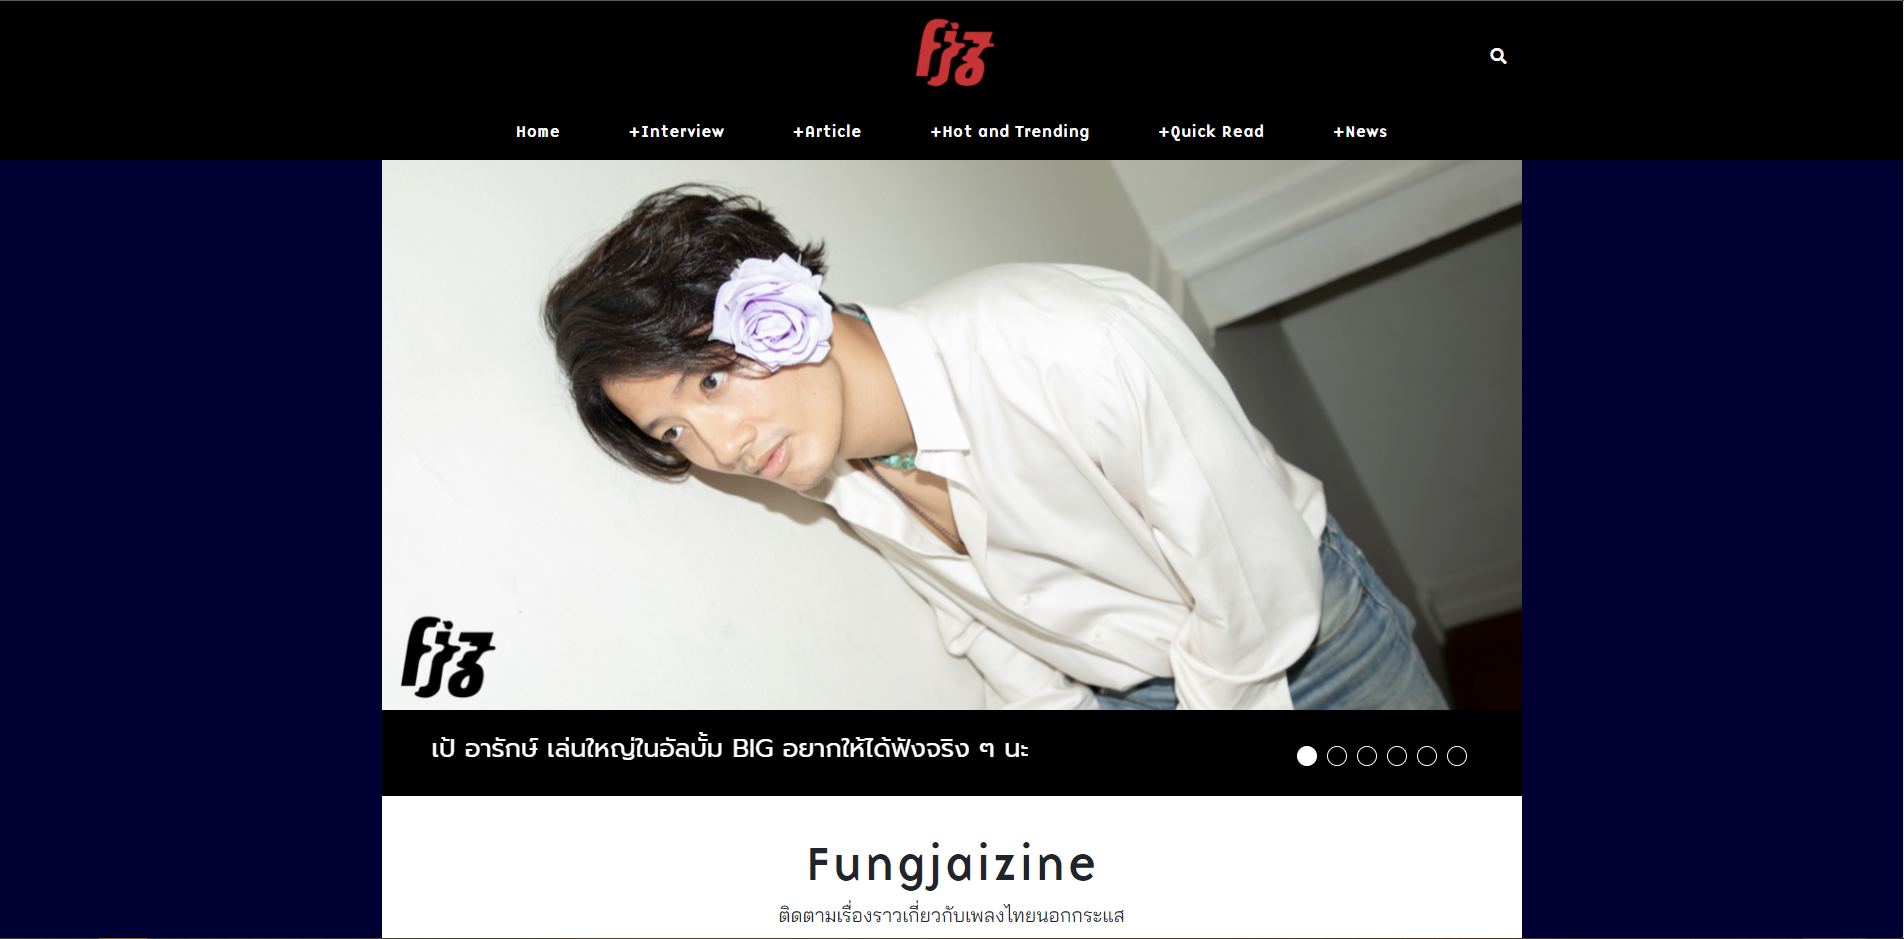 fjz
Home +Interview +Article +Hot and Trending +Quick Read +News
fjz
เป้ อารักษ์ เล่นใหญ่ในอัลบั้ม BIG อยากให้ได้ฟังจริง ๆ นะ
Fungjaizine
ติดตามเรื่องราวเกี่ยวกับเพลงไทยนอกกระแส